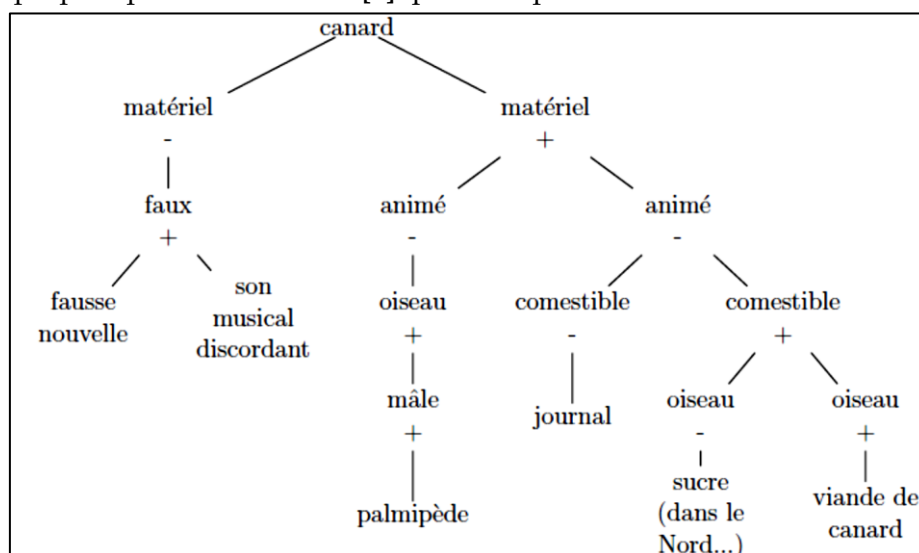 canard
matériel
-
matériel
+
faux
+
animé
-
animé
-
fausse
nouvelle
son
musical
discordant
oiseau
+
comestible
-
comestible
+
mâle
+
journal
oiseau
-
oiseau
+
palmipède
sucre
(dans le
Nord...)
viande de
canard